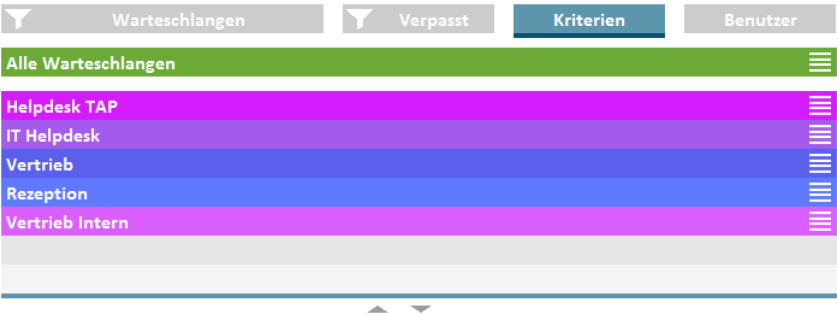 Warteschlangen Verpasst Kriterien Benutzer
Alle Warteschlangen
Helpdesk TAP
IT Helpdesk
Vertrieb
Rezeption
Vertrieb Intern